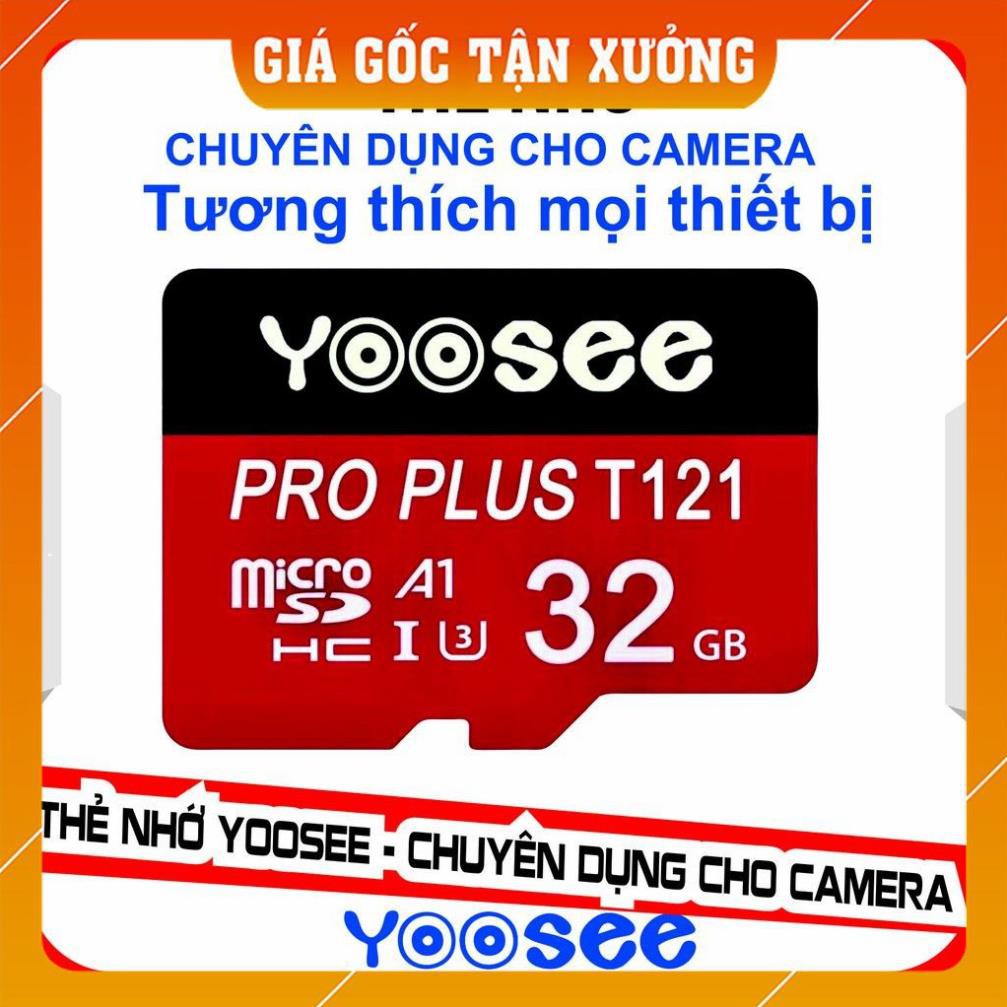 GIÁ GỐC TẬN XƯỞNG
CHUYÊN DỤNG CHO CAMERA
Tương thích mọi thiết bị
YOOSEE
PRO PLUS T121
micro SD HC A1 I U3 32 GB
THẺ NHỚ YOOSEE - CHUYÊN DỤNG CHO CAMERA
YOOSEE